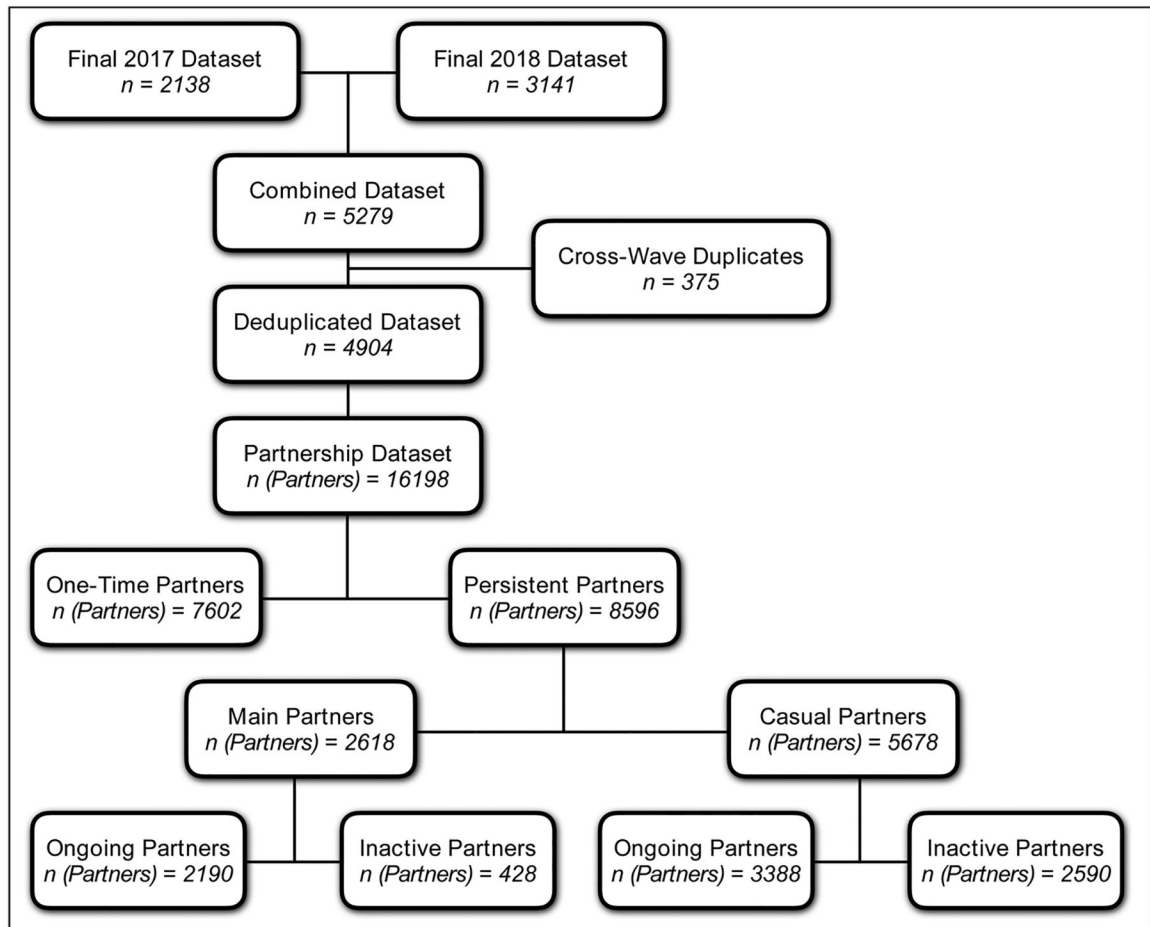 Final 2017 Dataset
n = 2138
Final 2018 Dataset
n = 3141
Combined Dataset
n = 5279
Cross-Wave Duplicates
n = 375
Deduplicated Dataset
n = 4904
Partnership Dataset
n (Partners) = 16198
One-Time Partners
n (Partners) = 7602
Persistent Partners
n (Partners) = 8596
Main Partners
n (Partners) = 2618
Casual Partners
n (Partners) = 5678
Ongoing Partners
n (Partners) = 2190
Inactive Partners
n (Partners) = 428
Ongoing Partners
n (Partners) = 3388
Inactive Partners
n (Partners) = 2590